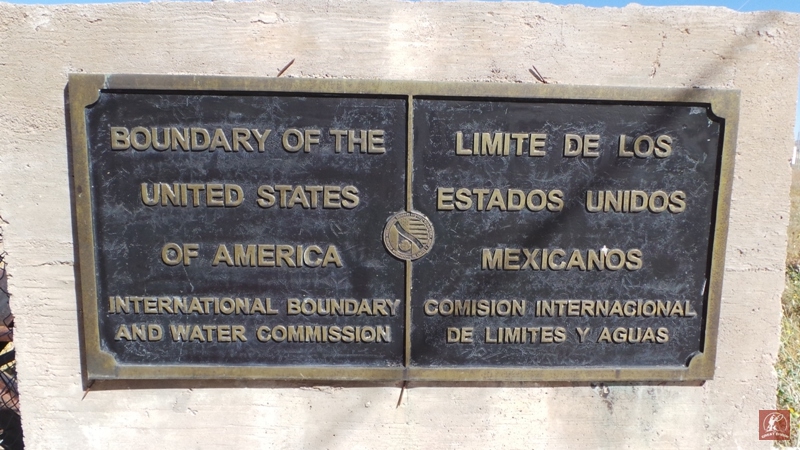 BOUNDARY OF THE
UNITED STATES
OF AMERICA
INTERNATIONAL BOUNDARY
AND WATER COMMISSION
LIMITE DE LOS
ESTADOS UNIDOS
MEXICANOS
COMISION INTERNACIONAL
DE LIMITES Y AGUAS